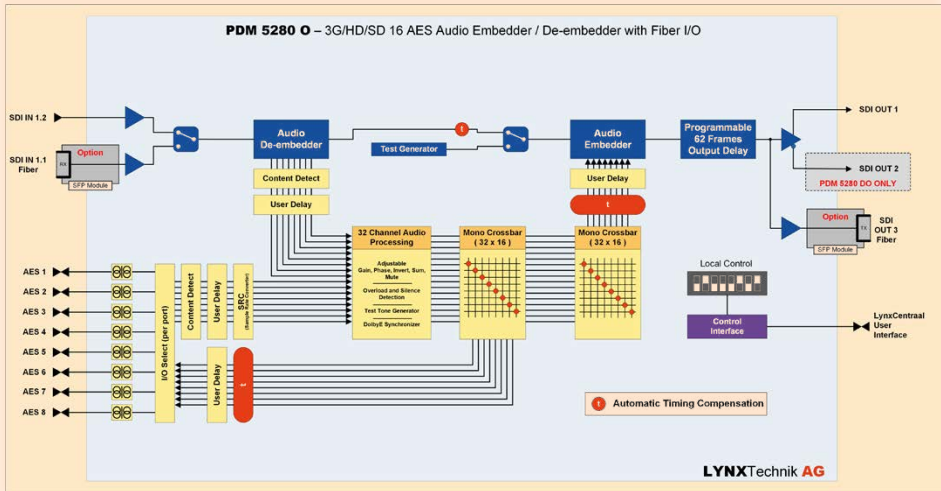 PDM 5280 O – 3G/HD/SD 16 AES Audio Embedder / De-embedder with Fiber I/O
SDI IN 1.2
SDI IN 1.1
Fiber
Option
RX
SFP Module
Audio
De-embedder
Content Detect
User Delay
t
Test Generator
Audio
Embedder
User Delay
t
Programmable
62 Frames
Output Delay
SDI OUT 1
SDI OUT 2
PDM 5280 DO ONLY
Option
TX
SFP Module
SDI
OUT 3
Fiber
32 Channel Audio
Processing
Adjustable
Gain, Phase, Invert, Sum,
Mute
Overload and Silence
Detection
Test Tone Generator
DolbyE Synchronizer
Mono Crossbar
( 32 x 16 )
Mono Crossbar
( 32 x 16 )
AES 1
AES 2
AES 3
AES 4
AES 5
AES 6
AES 7
AES 8
I/O Select (per port)
Content Detect
User Delay
SRC
(Sample Rate Converter)
User Delay
t
Local Control
Control
Interface
LynxCentraal
User
Interface
t Automatic Timing Compensation
LYNXTechnik AG